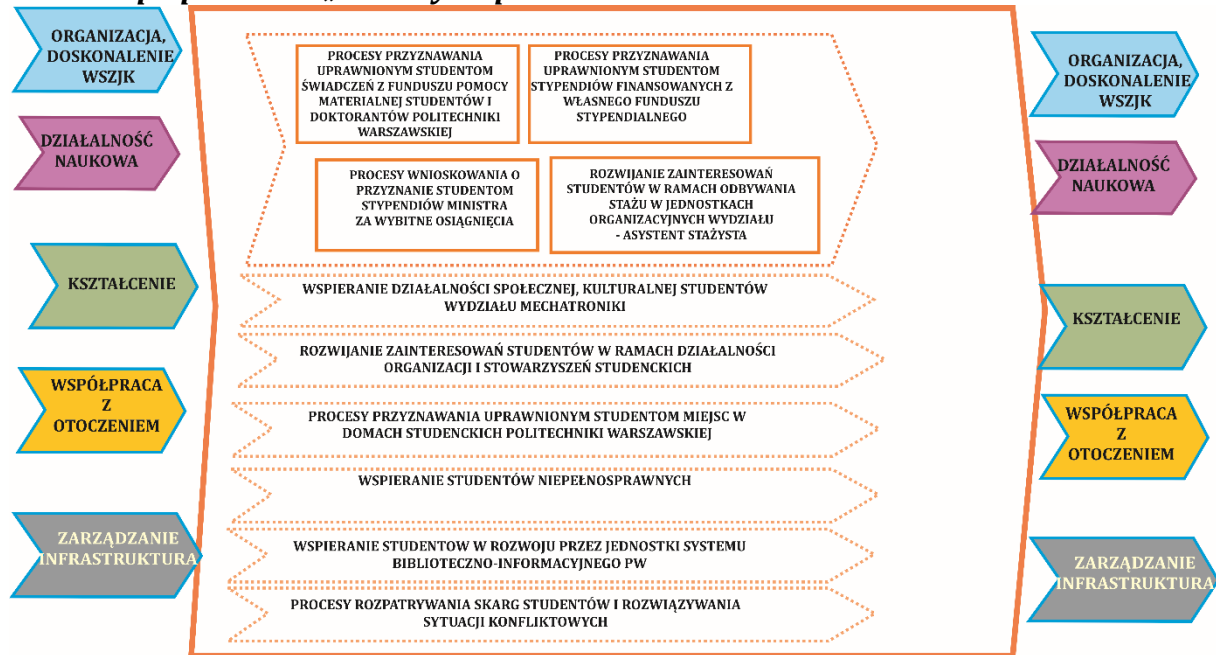 ORGANIZACJA,
DOSKONALENIE
WSZJK
DZIAŁALNOŚĆ
NAUKOWA
KSZTAŁCENIE
WSPÓŁPRACA
Z
OTOCZENIEM
ZARZĄDZANIE
INFRASTRUKTURA
PROCESY PRZYZNAWANIA
UPRAWNIONYM STUDENTOM
ŚWIADCZEŃ Z FUNDUSZU POMOCY
MATERIALNEJ STUDENTÓW I
DOKTORANTÓW POLITECHNIKI
WARSZAWSKIEJ
PROCESY PRZYZNAWANIA
UPRAWNIONYM STUDENTOM
STYPENDIÓW FINANSOWANYCH Z
WŁASNEGO FUNDUSZU
STYPENDIALNEGO
PROCESY WNIOSKOWANIA O
PRZYZNANIE STUDENTOM
STYPENDIÓW MINISTRA
ZA WYBITNE OSIĄGNIĘCIA
ROZWIJANIE ZAINTERESOWAŃ
STUDENTÓW W RAMACH ODBYWANIA
STAŻU W JEDNOSTKACH
ORGANIZACYJNYCH WYDZIAŁU
- ASYSTENT STAŻYSTA
WSPIERANIE DZIAŁALNOŚCI SPOŁECZNEJ, KULTURALNEJ STUDENTÓW
WYDZIAŁU MECHATRONIKI
ROZWIJANIE ZAINTERESOWAŃ STUDENTÓW W RAMACH DZIAŁALNOŚCI
ORGANIZACJI I STOWARZYSZEŃ STUDENCKICH
PROCESY PRZYZNAWANIA UPRAWNIONYM STUDENTOM MIEJSC W
DOMACH STUDENCKICH POLITECHNIKI WARSZAWSKIEJ
WSPIERANIE STUDENTÓW NIEPEŁNOSPRAWNYCH
WSPIERANIE STUDENTOW W ROZWOJU PRZEZ JEDNOSTKI SYSTEMU
BIBLIOTECZNO-INFORMACYJNEGO PW
PROCESY ROZPATRYWANIA SKARG STUDENTÓW I ROZWIĄZYWANIA
SYTUACJI KONFLIKTOWYCH
ORGANIZACJA,
DOSKONALENIE
WSZJK
DZIAŁALNOŚĆ
NAUKOWA
KSZTAŁCENIE
WSPÓŁPRACA
Z
OTOCZENIEM
ZARZĄDZANIE
INFRASTRUKTURA